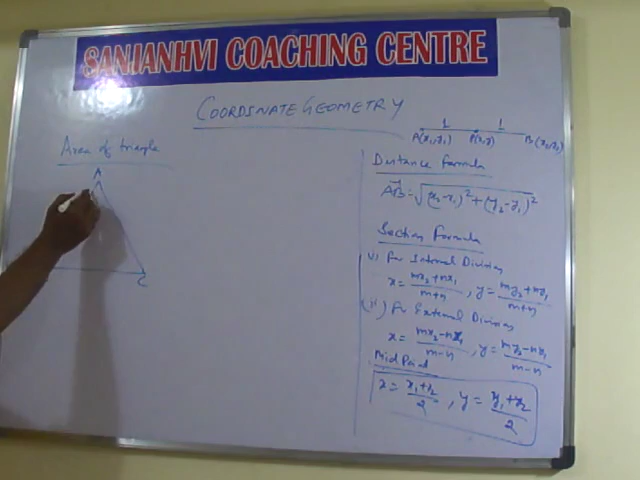 SANJANHVI COACHING CENTRE
COORDINATE GEOMETRY
Area of triangle
A
C
1 1
A(x₁,y₁) P(x,y) B(x₂,y₂)
Distance Formula
AB = √(x₂-x₁)² + (y₂-y₁)²
Section Formula
(i) For Internal Division
x = mx₂+nx₁/m+n, y = my₂+ny₁/m+n
(ii) For External Division
x = mx₂-nx₁/m-n, y = my₂-ny₁/m-n
Mid Point
x = x₁+x₂/2, y = y₁+y₂/2